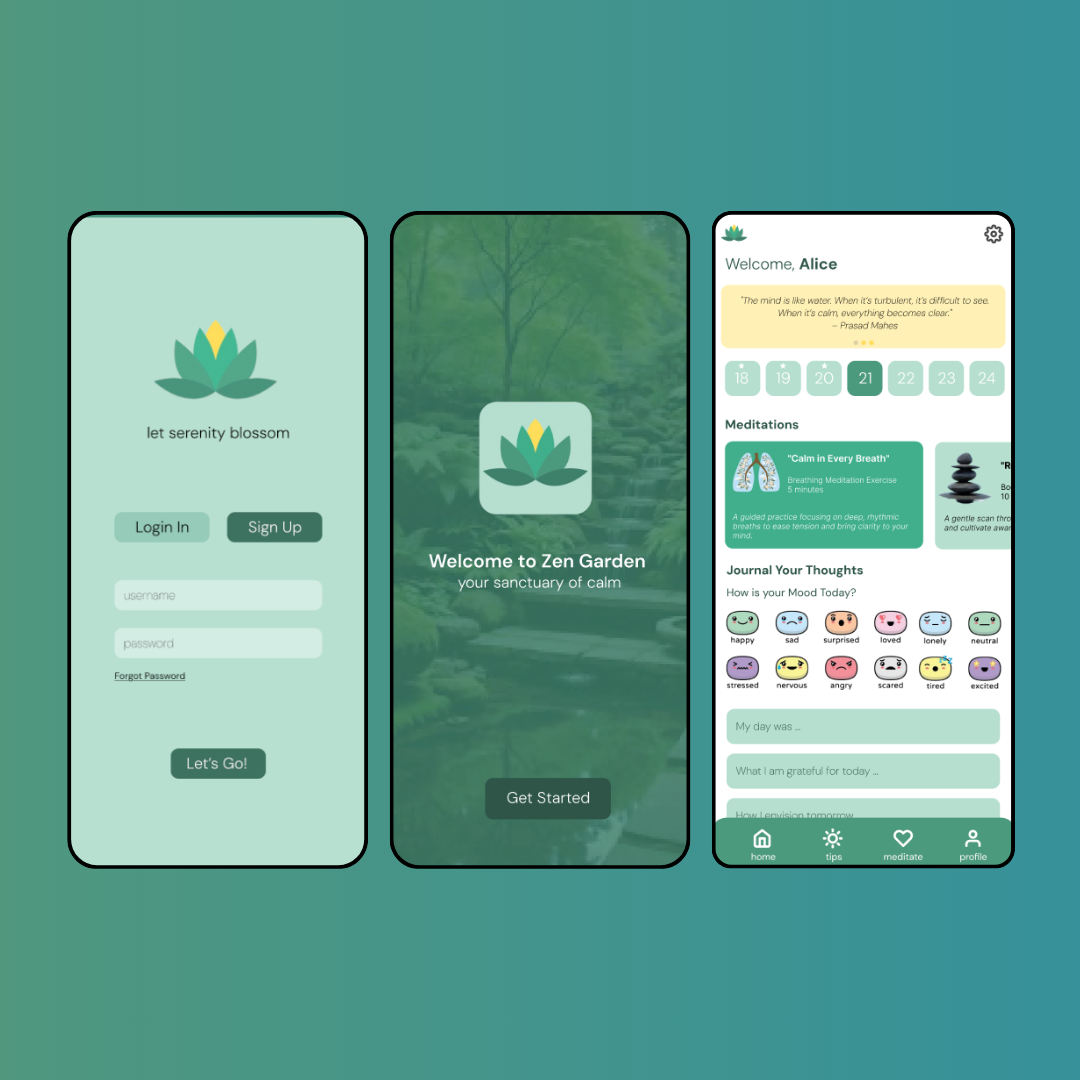 let serenity blossom
Login In
Sign Up
username
password
Forgot Password
Let's Go!
Welcome to Zen Garden
your sanctuary of calm
Get Started
Welcome, Alice
"The mind is like water. When it's turbulent, it's difficult to see.
When it's calm, everything becomes clear."
– Prasad Mahes
18 19 20 21 22 23 24
Meditations
"Calm in Every Breath"
Breathing Meditation Exercise
5 minutes
A guided practice focusing on deep, rhythmic
breaths to ease tension and bring clarity to your
mind.
"R
Bo
10
A gentle scan thro
and cultivate awar
Journal Your Thoughts
How is your Mood Today?
happy sad surprised loved lonely neutral
stressed nervous angry scared tired excited
My day was ...
What I am grateful for today ...
How I envision tomorrow
home tips meditate profile